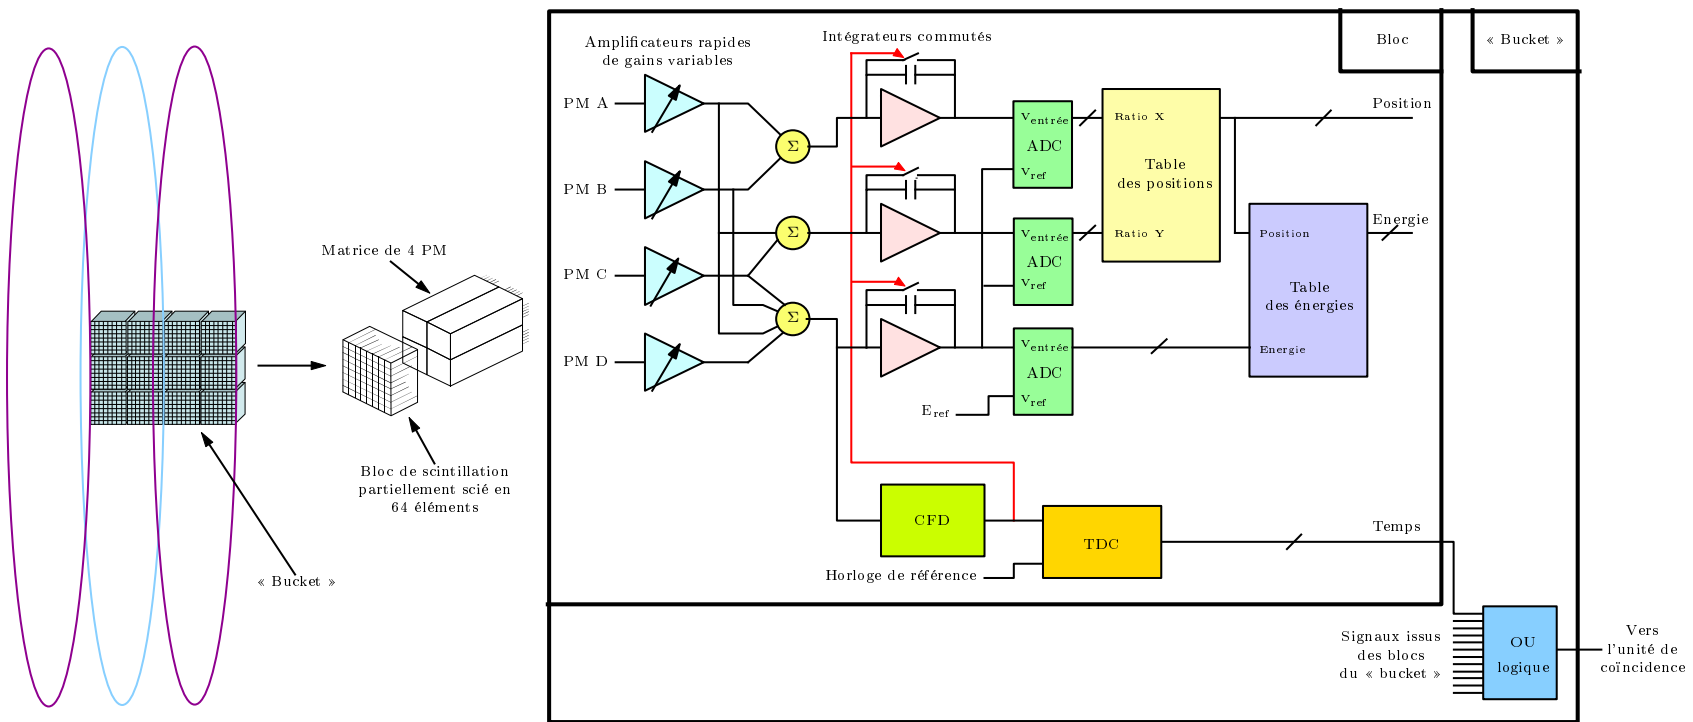 Matrice de 4 PM
Bloc de scintillation
partiellement scié en
64 éléments
« Bucket »
Amplificateurs rapides
de gains variables
Intégrateurs commutés
Bloc
« Bucket »
PM A
PM B
PM C
PM D
Σ
Σ
Σ
Ventrée
ADC
Vref
Ventrée
ADC
Vref
Ventrée
ADC
Vref
Eref
Ratio X
Table
des positions
Ratio Y
Position
Energie
Position
Table
des énergies
Energie
CFD
TDC
Horloge de référence
Temps
Signaux issus
des blocs
du « bucket »
OU
logique
Vers
l'unité de
coïncidence